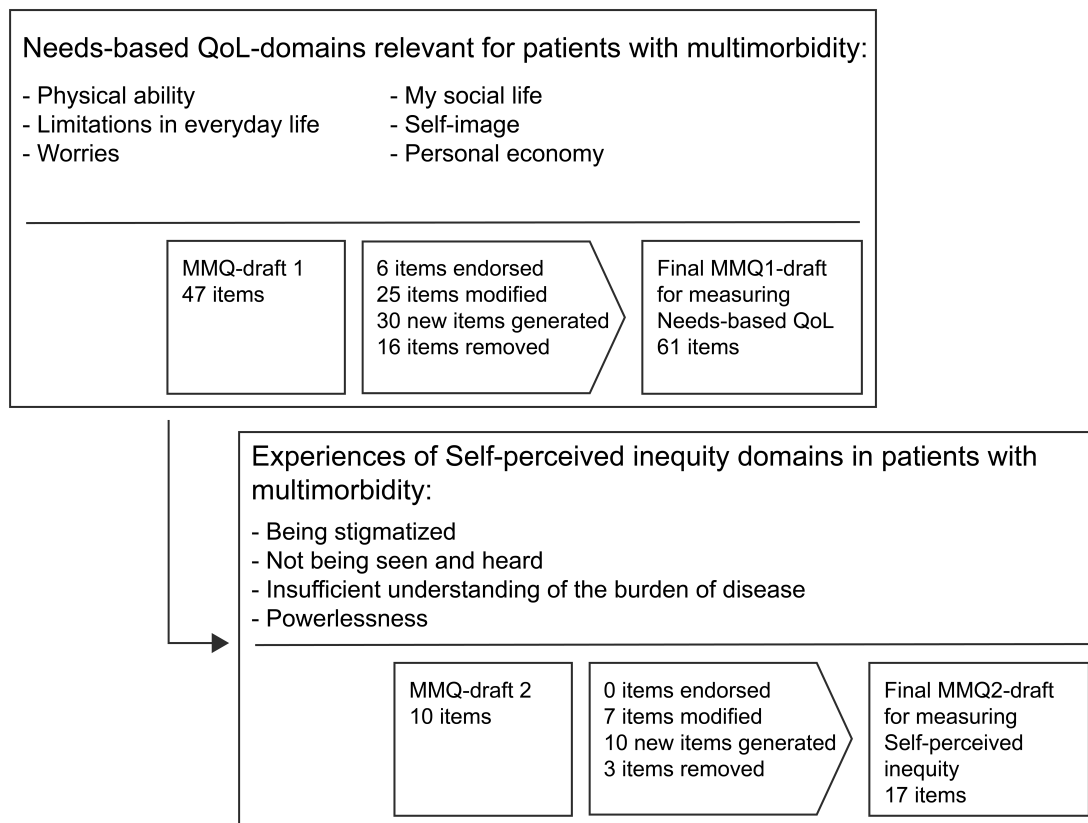 Needs-based QoL-domains relevant for patients with multimorbidity:
- Physical ability
- Limitations in everyday life
- Worries
- My social life
- Self-image
- Personal economy
MMQ-draft 1
47 items
6 items endorsed
25 items modified
30 new items generated
16 items removed
Final MMQ1-draft
for measuring
Needs-based QoL
61 items
Experiences of Self-perceived inequity domains in patients with
multimorbidity:
- Being stigmatized
- Not being seen and heard
- Insufficient understanding of the burden of disease
- Powerlessness
MMQ-draft 2
10 items
0 items endorsed
7 items modified
10 new items generated
3 items removed
Final MMQ2-draft
for measuring
Self-perceived
inequity
17 items